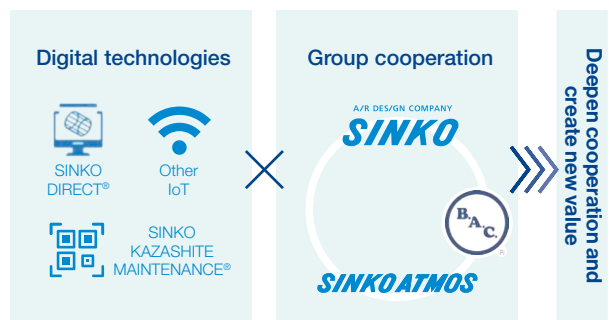 Digital technologies
SINKO
DIRECT®
Other
IoT
SINKO
KAZASHITE
MAINTENANCE®
Group cooperation
A/R DES/GN COMPANY
SINKO
B.A.C.
®
SINKO ATMOS
Deepen cooperation and
create new value